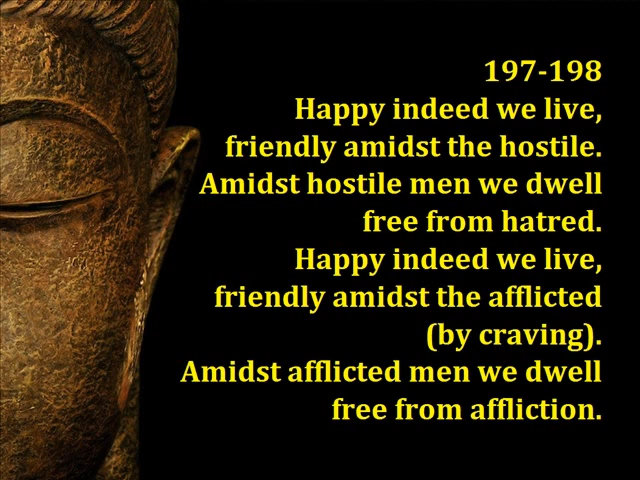 197-198
Happy indeed we live,
friendly amidst the hostile.
Amidst hostile men we dwell
free from hatred.
Happy indeed we live,
friendly amidst the afflicted
(by craving).
Amidst afflicted men we dwell
free from affliction.